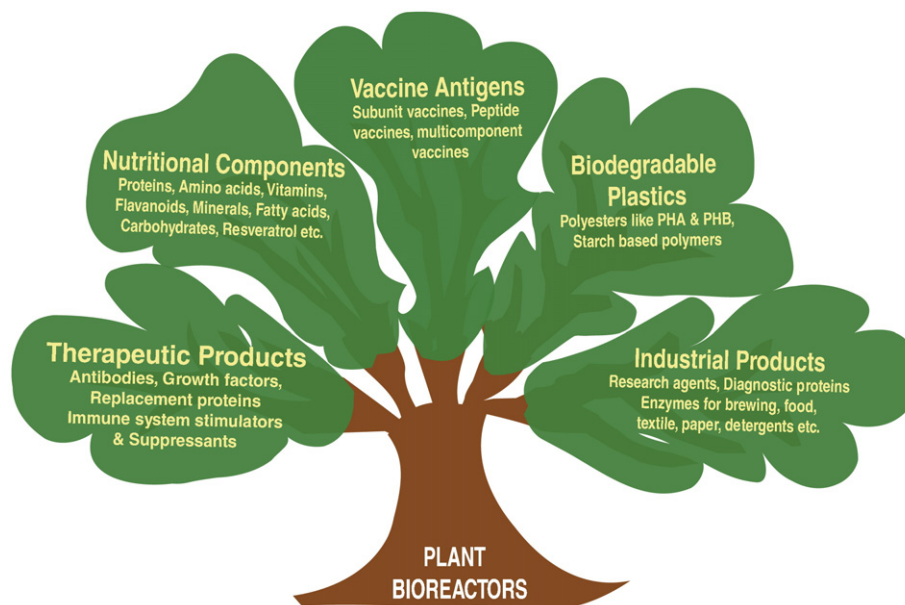 Vaccine Antigens
Subunit vaccines, Peptide
vaccines, multicomponent
vaccines
Nutritional Components
Proteins, Amino acids, Vitamins,
Flavanoids, Minerals, Fatty acids,
Carbohydrates, Resveratrol etc.
Biodegradable
Plastics
Polyesters like PHA & PHB,
Starch based polymers
Therapeutic Products
Antibodies, Growth factors,
Replacement proteins
Immune system stimulators
& Suppressants
Industrial Products
Research agents, Diagnostic proteins
Enzymes for brewing, food,
textile, paper, detergents etc.
PLANT
BIOREACTORS